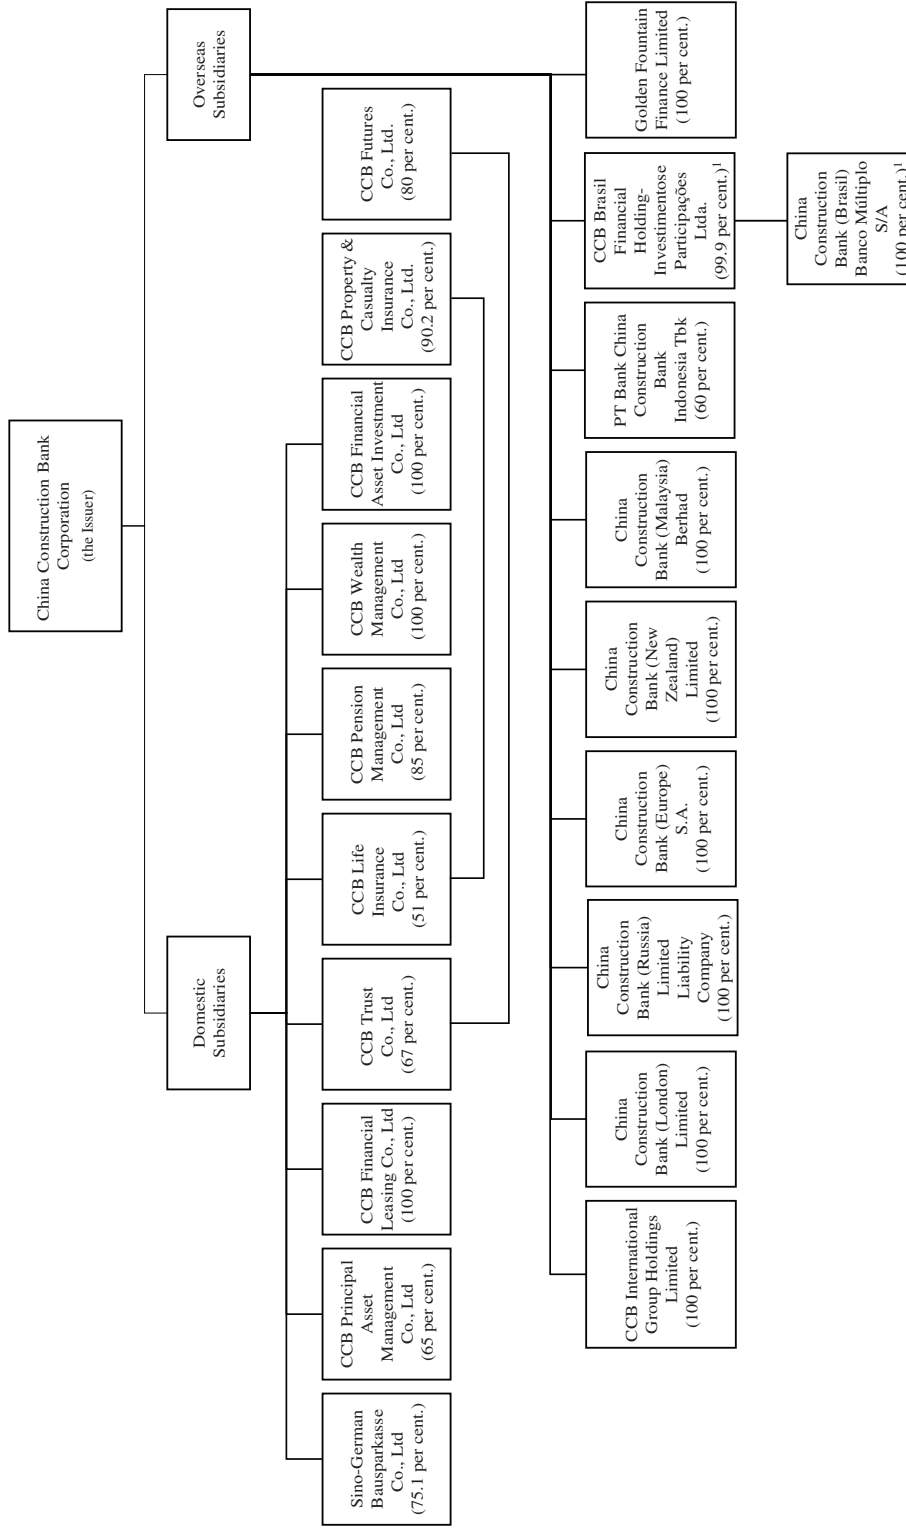 China Construction Bank
Corporation
(the Issuer)
Domestic
Subsidiaries
Overseas
Subsidiaries
Sino-German
Bausparkasse
Co., Ltd
(75.1 per cent.)
CCB Principal
Asset
Management
Co., Ltd
(65 per cent.)
CCB Financial
Leasing Co., Ltd
(100 per cent.)
CCB Trust
Co., Ltd
(67 per cent.)
CCB Life
Insurance
Co., Ltd
(51 per cent.)
CCB Pension
Management
Co., Ltd
(85 per cent.)
CCB Wealth
Management
Co., Ltd
(100 per cent.)
CCB Financial
Asset Investment
Co., Ltd
(100 per cent.)
CCB Property &
Casualty
Insurance
Co., Ltd.
(90.2 per cent.)
CCB Futures
Co., Ltd.
(80 per cent.)
CCB International
Group Holdings
Limited
(100 per cent.)
China
Construction
Bank (London)
Limited
(100 per cent.)
China
Construction
Bank (Russia)
Limited
Liability
Company
(100 per cent.)
China
Construction
Bank (Europe)
S.A.
(100 per cent.)
China
Construction
Bank (New
Zealand)
Limited
(100 per cent.)
China
Construction
Bank (Malaysia)
Berhad
(100 per cent.)
PT Bank China
Construction
Bank
Indonesia Tbk
(60 per cent.)
CCB Brasil
Financial
Holding-
Investimentose
Participações
Ltda.
(99.9 per cent.)¹
Golden Fountain
Finance Limited
(100 per cent.)
China
Construction
Bank (Brasil)
Banco Múltiplo
S/A
(100 per cent.)¹